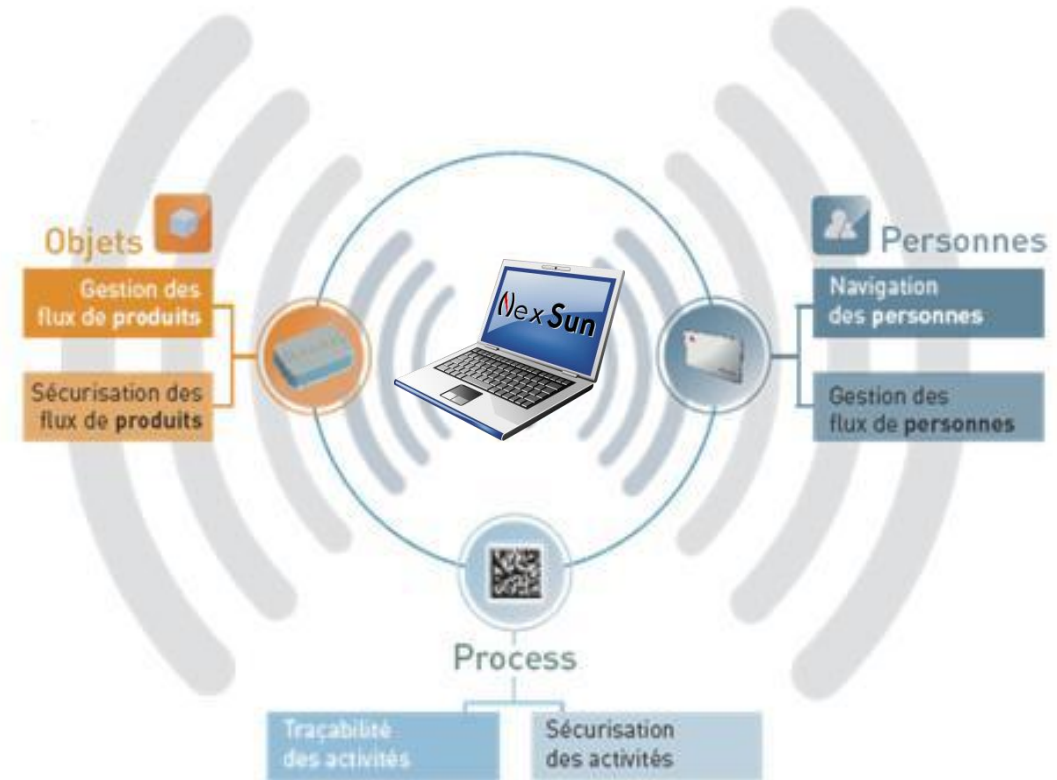 Objets
Gestion des
flux de produits
Sécurisation des
flux de produits
NexSun
Personnes
Navigation
des personnes
Gestion des
flux de personnes
Process
Traçabilité
des activités
Sécurisation
des activités